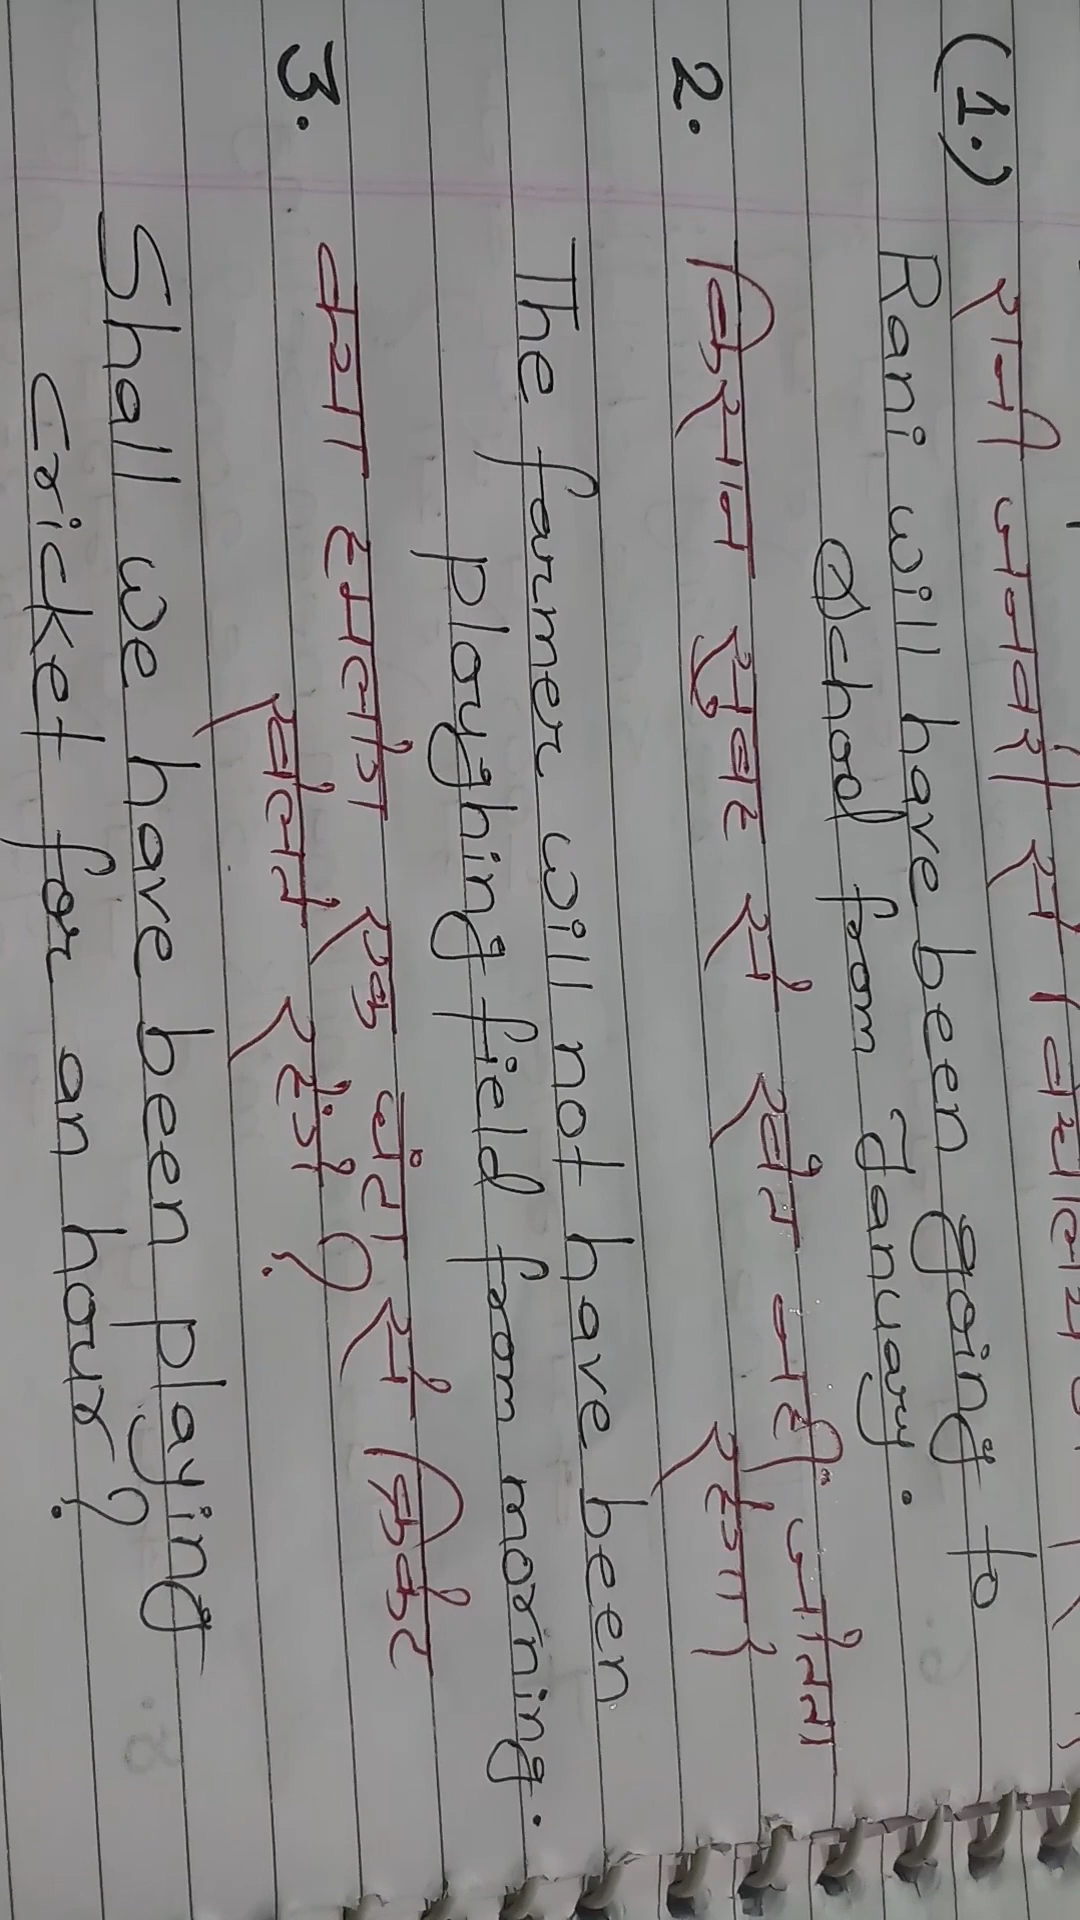 (1.) रानी जनवरी से विद्यालय
Rani will have been going to
school from January.
2. किसान सुबह से खेत नहीं जोतता
रहेगा
The farmer will not have been
ploughing field from morning.
3. क्या हमलोग एक घंटा से क्रिकेट
खेलते रहेंगे?
Shall we have been playing
cricket for an hour?